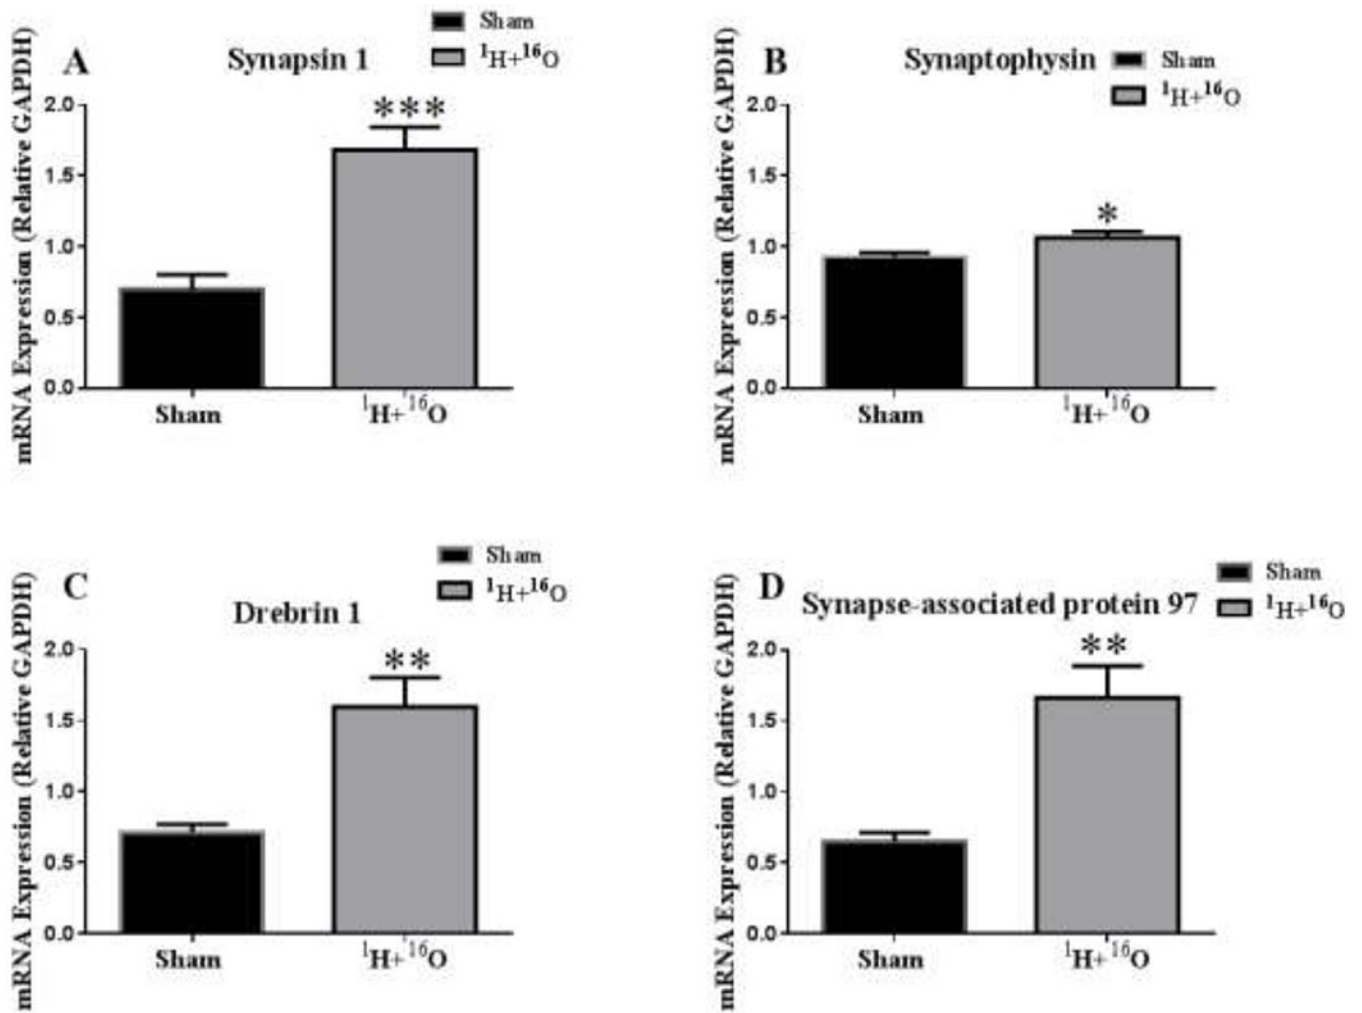 A
Synapsin 1
Sham
¹H+¹⁶O
mRNA Expression (Relative GAPDH)
2.0
1.5
1.0
0.5
0.0
***
Sham
¹H+¹⁶O
B
Synaptophysin
Sham
¹H+¹⁶O
mRNA Expression (Relative GAPDH)
2.0
1.5
1.0
0.5
0.0
*
Sham
¹H+¹⁶O
C
Drebrin 1
Sham
¹H+¹⁶O
mRNA Expression (Relative GAPDH)
2.0
1.5
1.0
0.5
0.0
**
Sham
¹H+¹⁶O
D
Synapse-associated protein 97
Sham
¹H+¹⁶O
mRNA Expression (Relative GAPDH)
2.0
1.5
1.0
0.5
0.0
**
Sham
¹H+¹⁶O